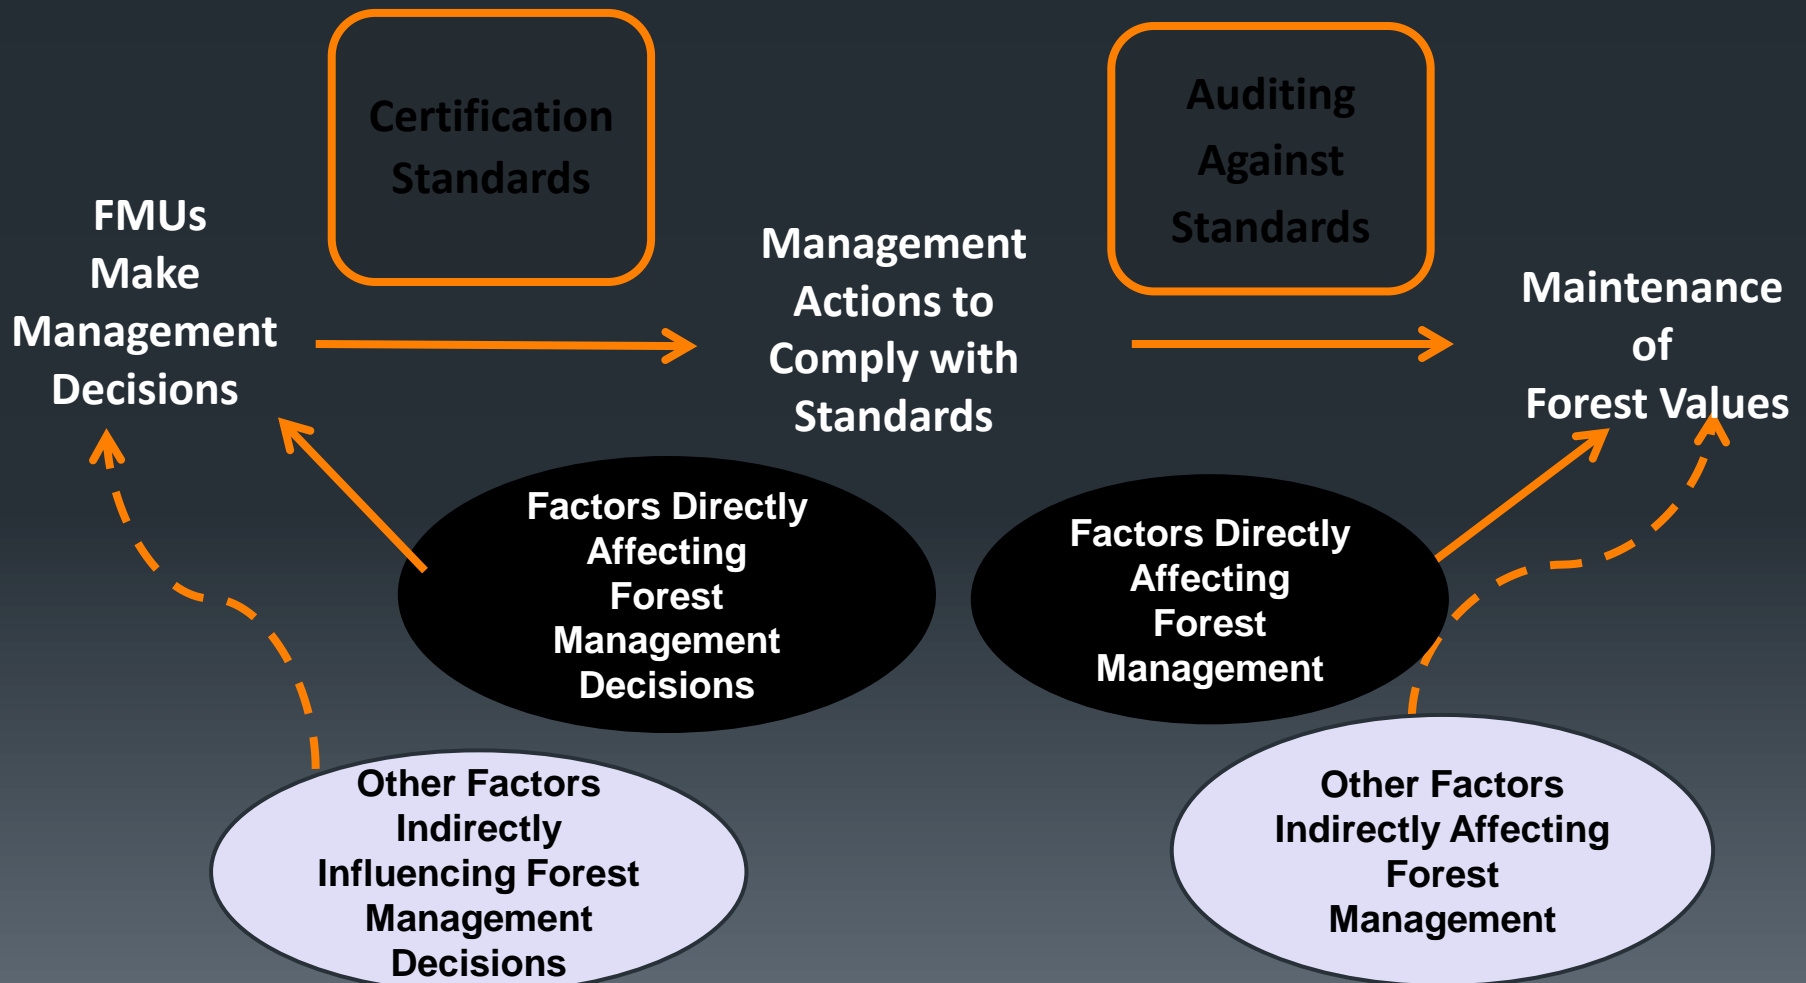 Certification
Standards
Auditing
Against
Standards
FMUs
Make
Management
Decisions
Management
Actions to
Comply with
Standards
Maintenance
of
Forest Values
Factors Directly
Affecting
Forest
Management
Decisions
Factors Directly
Affecting
Forest
Management
Other Factors
Indirectly
Influencing Forest
Management
Decisions
Other Factors
Indirectly Affecting
Forest
Management